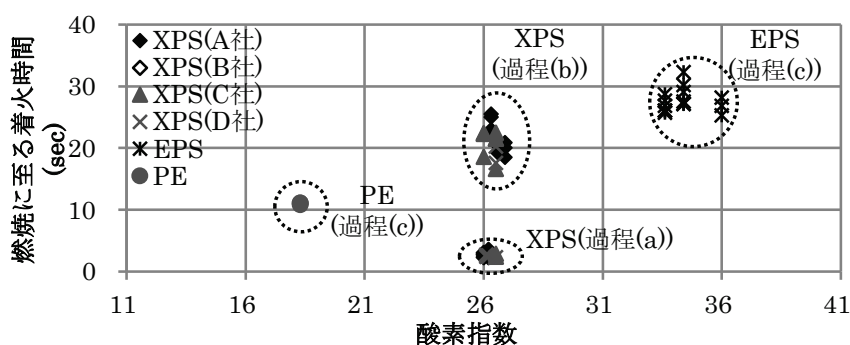 燃焼に至る着火時間
(sec)
40
30
20
10
0
◆XPS(A社)
◇XPS(B社)
▲XPS(C社)
×XPS(D社)
EPS
●PE
XPS
(過程(b))
EPS
(過程(c))
PE
(過程(c))
XPS(過程(a))
11 16 21 26 31 36 41
酸素指数